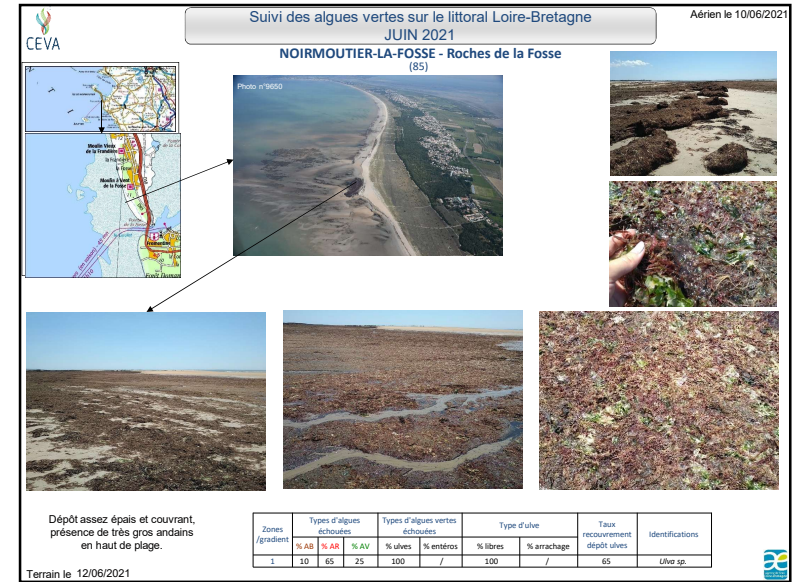 Suivi des algues vertes sur le littoral Loire-Bretagne
JUIN 2021
Aérien le 10/06/2021
CEVA
NOIRMOUTIER-LA-FOSSE - Roches de la Fosse
(85)
Photo n°9650
Moulin Vieux
de la Frandière
Moulin à Vent
de la Fosse
Fromentine
Dépôt assez épais et couvrant,
présence de très gros andains
en haut de plage.
Terrain le 12/06/2021
Zones /gradient | Types d'algues échouées | Types d'algues vertes échouées | Type d'ulve | Taux recouvrement dépôt ulves | Identifications
% AB | % AR | % AV | % ulves | % entéros | % libres | % arrachage
1 | 10 | 65 | 25 | 100 | / | 100 | / | 65 | Ulva sp.